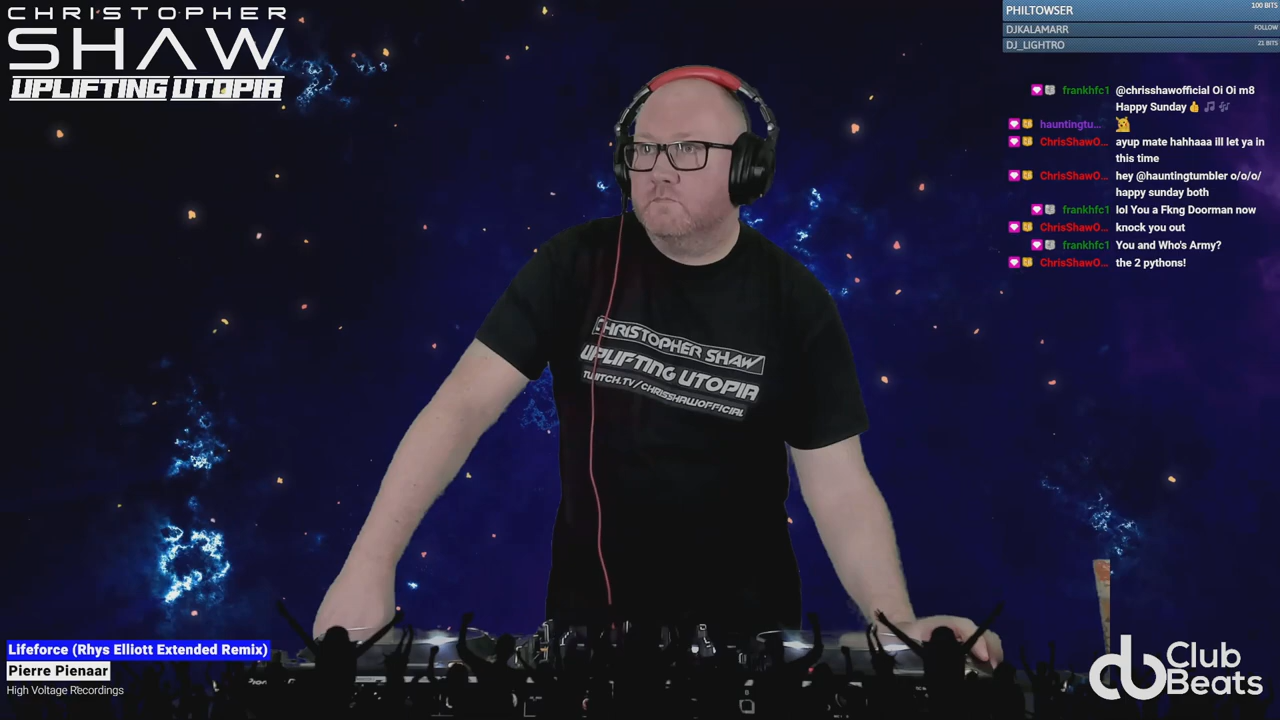 CHRISTOPHER
SHAW
UPLIFTING UTOPIA
PHILTOWSER 100 BITS
DJKALAMARR FOLLOW
DJ_LIGHTRO 21 BITS
frankhfc1 @chrisshawofficial Oi Oi m8
Happy Sunday
hauntingtu...
ChrisShawO... ayup mate hahhaaa ill let ya in
this time
ChrisShawO... hey @hauntingtumbler o/o/o/
happy sunday both
frankhfc1 lol You a Fkng Doorman now
ChrisShawO... knock you out
frankhfc1 You and Who's Army?
ChrisShawO... the 2 pythons!
CHRISTOPHER SHAW
UPLIFTING UTOPIA
TWITCH.TV/CHRISSHAWOFFICIAL
Lifeforce (Rhys Elliott Extended Remix)
Pierre Pienaar
High Voltage Recordings
Club
Beats